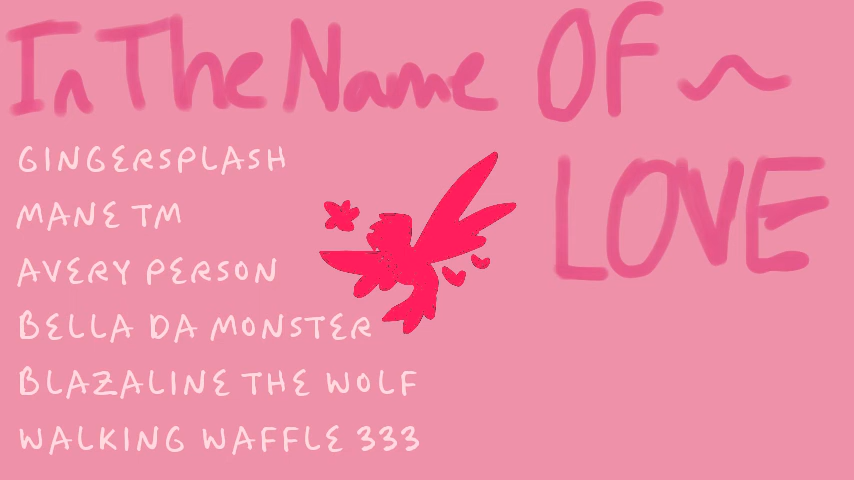 In The Name OF ~
LOVE
GINGERSPLASH
MANE TM
AVERY PERSON
BELLA DA MONSTER
BLAZALINE THE WOLF
WALKING WAFFLE 333